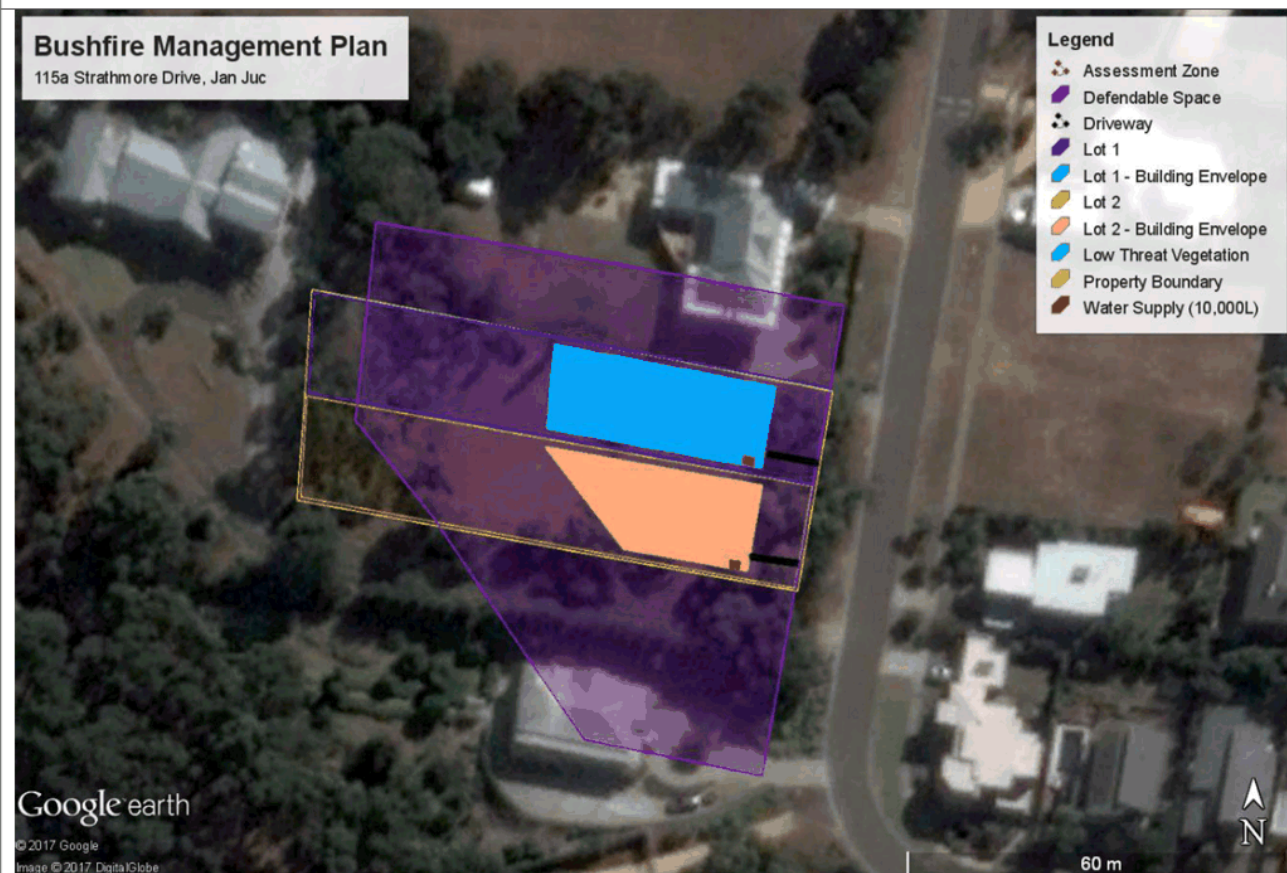 Bushfire Management Plan
115a Strathmore Drive, Jan Juc
Legend
Assessment Zone
Defendable Space
Driveway
Lot 1
Lot 1 - Building Envelope
Lot 2
Lot 2 - Building Envelope
Low Threat Vegetation
Property Boundary
Water Supply (10,000L)
Google earth
© 2017 Google
Image © 2017 DigitalGlobe
N
60 m